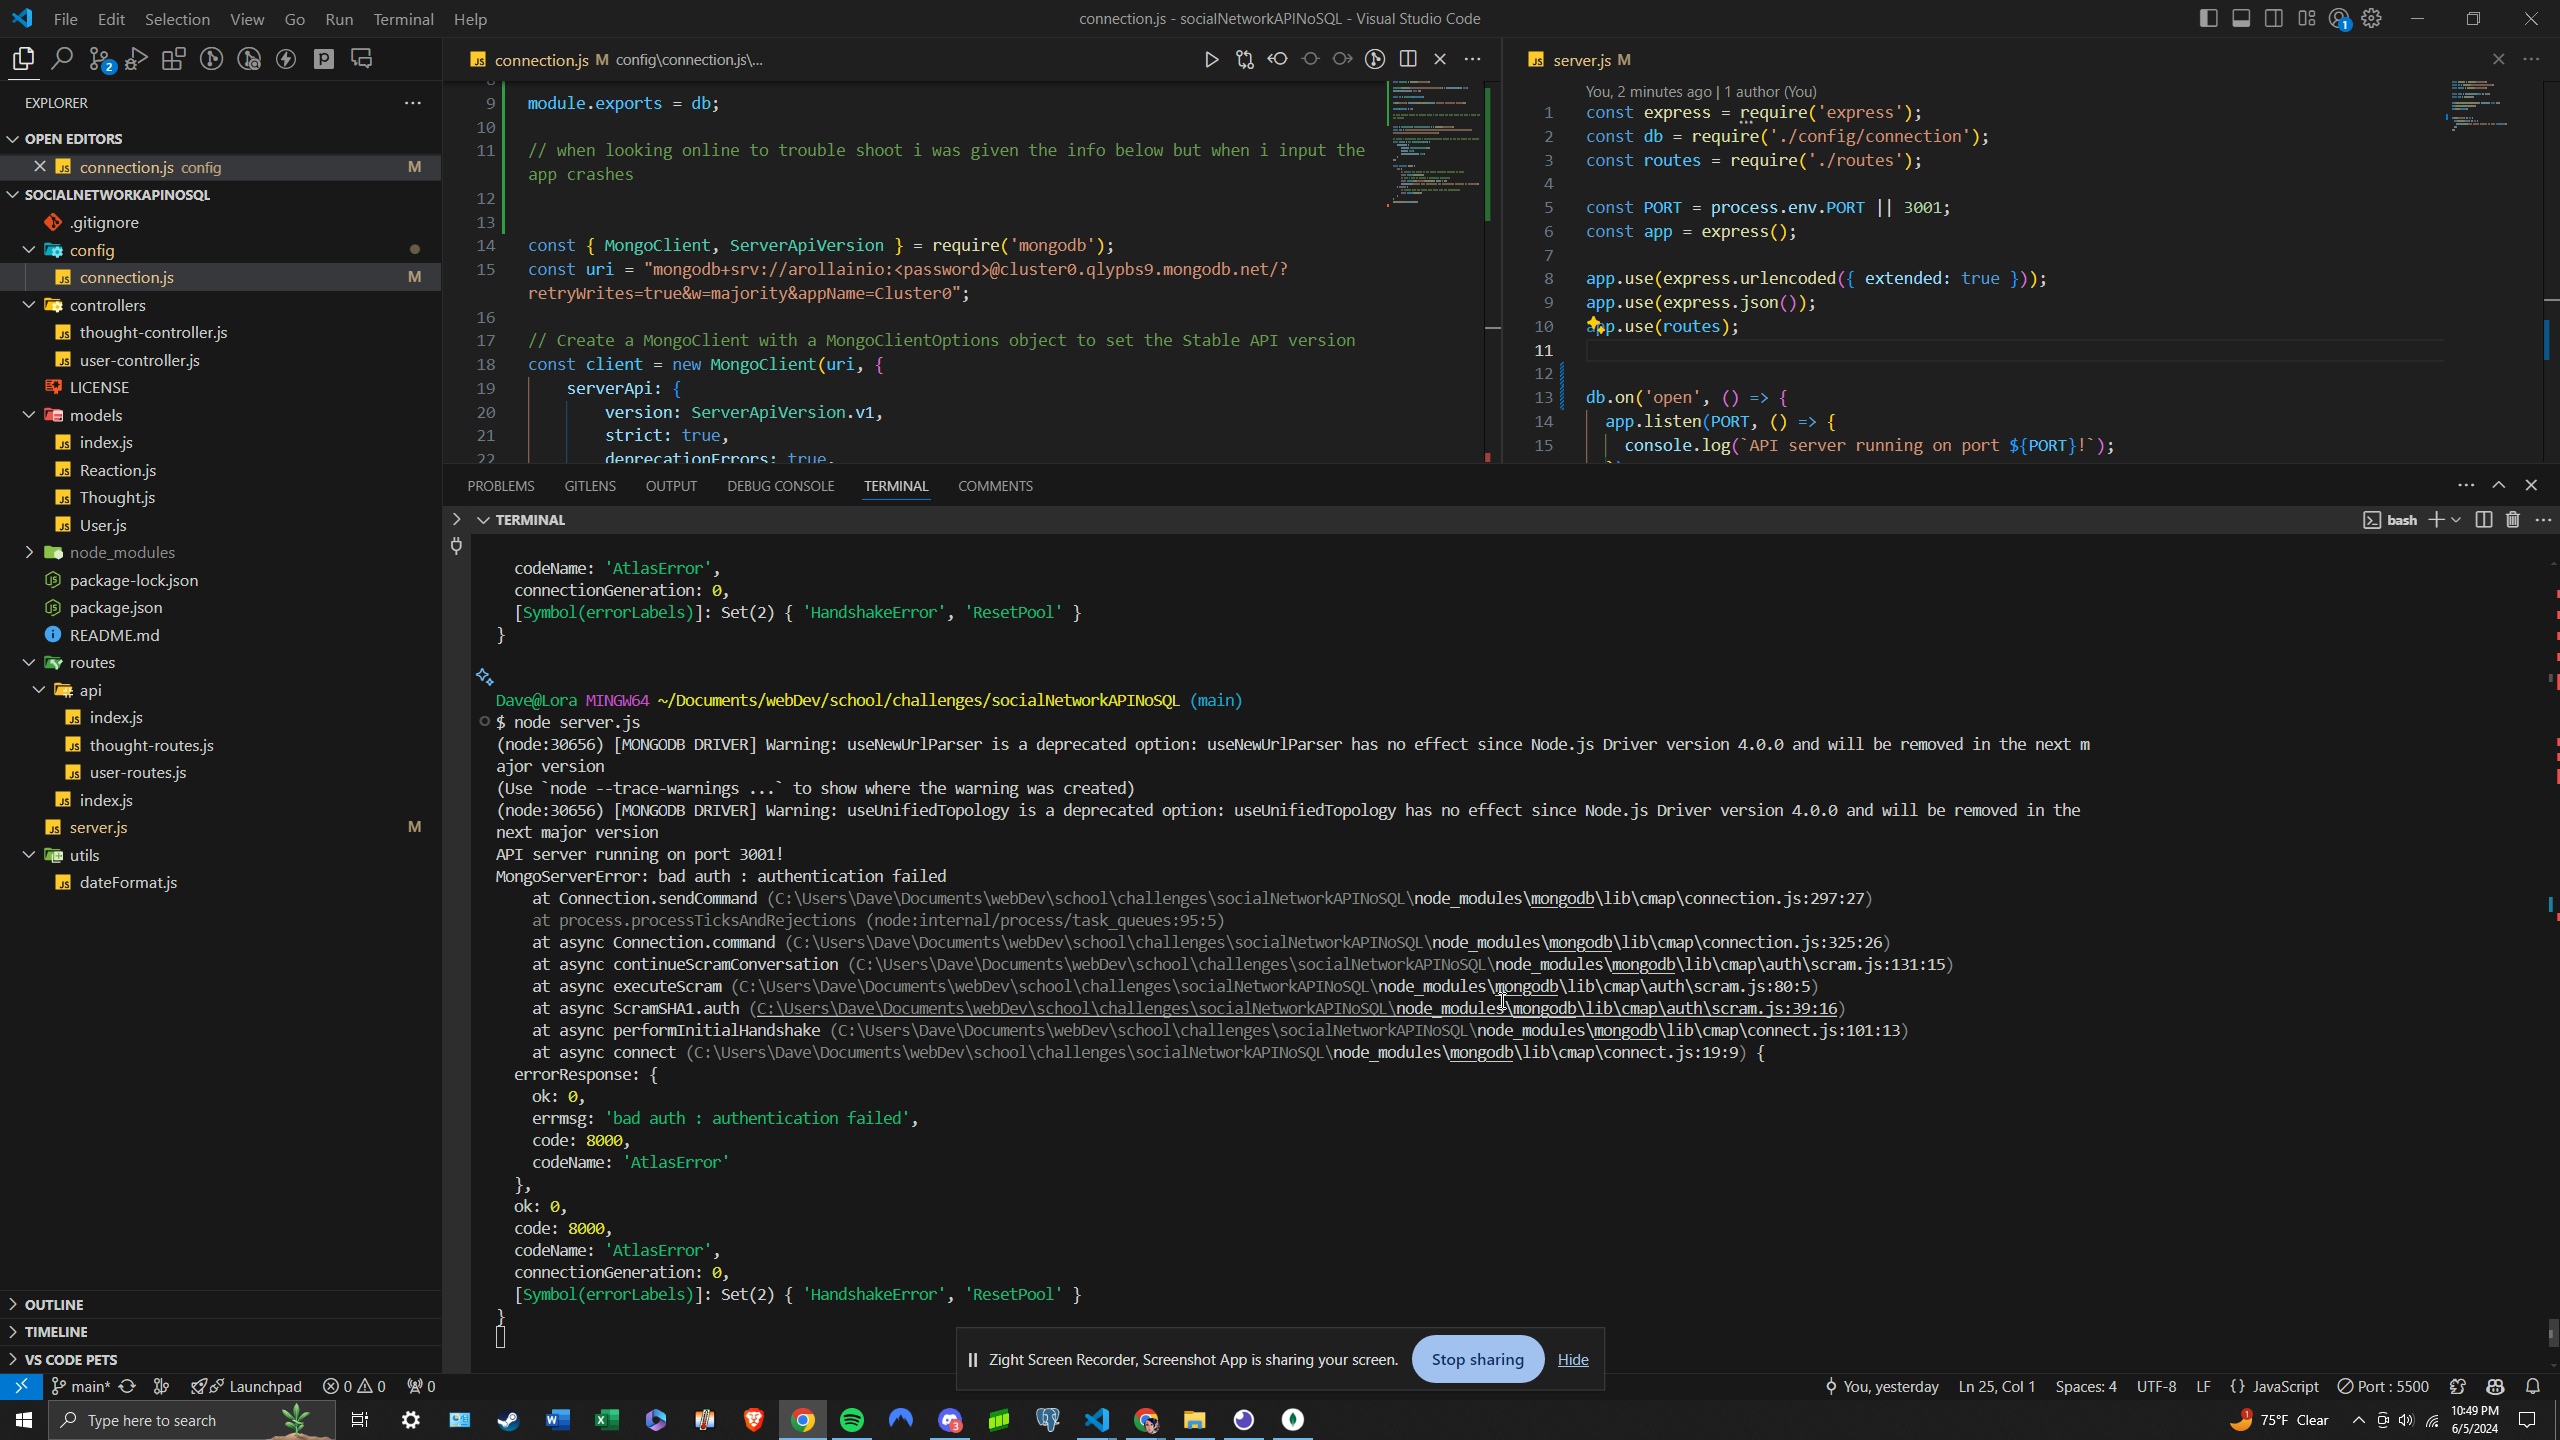 File Edit Selection View Go Run Terminal Help
connection.js - socialNetworkAPINoSQL - Visual Studio Code
1
2
EXPLORER
OPEN EDITORS
connection.js config M
SOCIALNETWORKAPINOSQL
.gitignore
config
connection.js M
controllers
thought-controller.js
user-controller.js
LICENSE
models
index.js
Reaction.js
Thought.js
User.js
node_modules
package-lock.json
package.json
README.md
routes
api
index.js
thought-routes.js
user-routes.js
index.js
server.js M
utils
dateFormat.js
OUTLINE
TIMELINE
VS CODE PETS
connection.js M config\connection.js\...
9 module.exports = db;
10
11 // when looking online to trouble shoot i was given the info below but when i input the
app crashes
12
13
14 const { MongoClient, ServerApiVersion } = require('mongodb');
15 const uri = "mongodb+srv://arollainio:<password>@cluster0.qlypbs9.mongodb.net/?
retryWrites=true&w=majority&appName=Cluster0";
16
17 // Create a MongoClient with a MongoClientOptions object to set the Stable API version
18 const client = new MongoClient(uri, {
19 serverApi: {
20 version: ServerApiVersion.v1,
21 strict: true,
22 deprecationErrors: true,
server.js M
You, 2 minutes ago | 1 author (You)
1 const express = require('express');
2 const db = require('./config/connection');
3 const routes = require('./routes');
4
5 const PORT = process.env.PORT || 3001;
6 const app = express();
7
8 app.use(express.urlencoded({ extended: true }));
9 app.use(express.json());
10 app.use(routes);
11
12
13 db.on('open', () => {
14 app.listen(PORT, () => {
15 console.log(`API server running on port ${PORT}!`);
PROBLEMS GITLENS OUTPUT DEBUG CONSOLE TERMINAL COMMENTS
TERMINAL
bash
codeName: 'AtlasError',
connectionGeneration: 0,
[Symbol(errorLabels)]: Set(2) { 'HandshakeError', 'ResetPool' }
}
Dave@Lora MINGW64 ~/Documents/webDev/school/challenges/socialNetworkAPINoSQL (main)
$ node server.js
(node:30656) [MONGODB DRIVER] Warning: useNewUrlParser is a deprecated option: useNewUrlParser has no effect since Node.js Driver version 4.0.0 and will be removed in the next m
ajor version
(Use `node --trace-warnings ...` to show where the warning was created)
(node:30656) [MONGODB DRIVER] Warning: useUnifiedTopology is a deprecated option: useUnifiedTopology has no effect since Node.js Driver version 4.0.0 and will be removed in the
next major version
API server running on port 3001!
MongoServerError: bad auth : authentication failed
at Connection.sendCommand (C:\Users\Dave\Documents\webDev\school\challenges\socialNetworkAPINoSQL\node_modules\mongodb\lib\cmap\connection.js:297:27)
at process.processTicksAndRejections (node:internal/process/task_queues:95:5)
at async Connection.command (C:\Users\Dave\Documents\webDev\school\challenges\socialNetworkAPINoSQL\node_modules\mongodb\lib\cmap\connection.js:325:26)
at async continueScramConversation (C:\Users\Dave\Documents\webDev\school\challenges\socialNetworkAPINoSQL\node_modules\mongodb\lib\cmap\auth\scram.js:131:15)
at async executeScram (C:\Users\Dave\Documents\webDev\school\challenges\socialNetworkAPINoSQL\node_modules\mongodb\lib\cmap\auth\scram.js:80:5)
at async ScramSHA1.auth (C:\Users\Dave\Documents\webDev\school\challenges\socialNetworkAPINoSQL\node_modules\mongodb\lib\cmap\auth\scram.js:39:16)
at async performInitialHandshake (C:\Users\Dave\Documents\webDev\school\challenges\socialNetworkAPINoSQL\node_modules\mongodb\lib\cmap\connect.js:101:13)
at async connect (C:\Users\Dave\Documents\webDev\school\challenges\socialNetworkAPINoSQL\node_modules\mongodb\lib\cmap\connect.js:19:9) {
errorResponse: {
ok: 0,
errmsg: 'bad auth : authentication failed',
code: 8000,
codeName: 'AtlasError'
},
ok: 0,
code: 8000,
codeName: 'AtlasError',
connectionGeneration: 0,
[Symbol(errorLabels)]: Set(2) { 'HandshakeError', 'ResetPool' }
}
Zight Screen Recorder, Screenshot App is sharing your screen. Stop sharing Hide
main* Launchpad 0 0 0 You, yesterday Ln 25, Col 1 Spaces: 4 UTF-8 LF {} JavaScript Port : 5500
Type here to search
3
1 75°F Clear
10:49 PM
6/5/2024